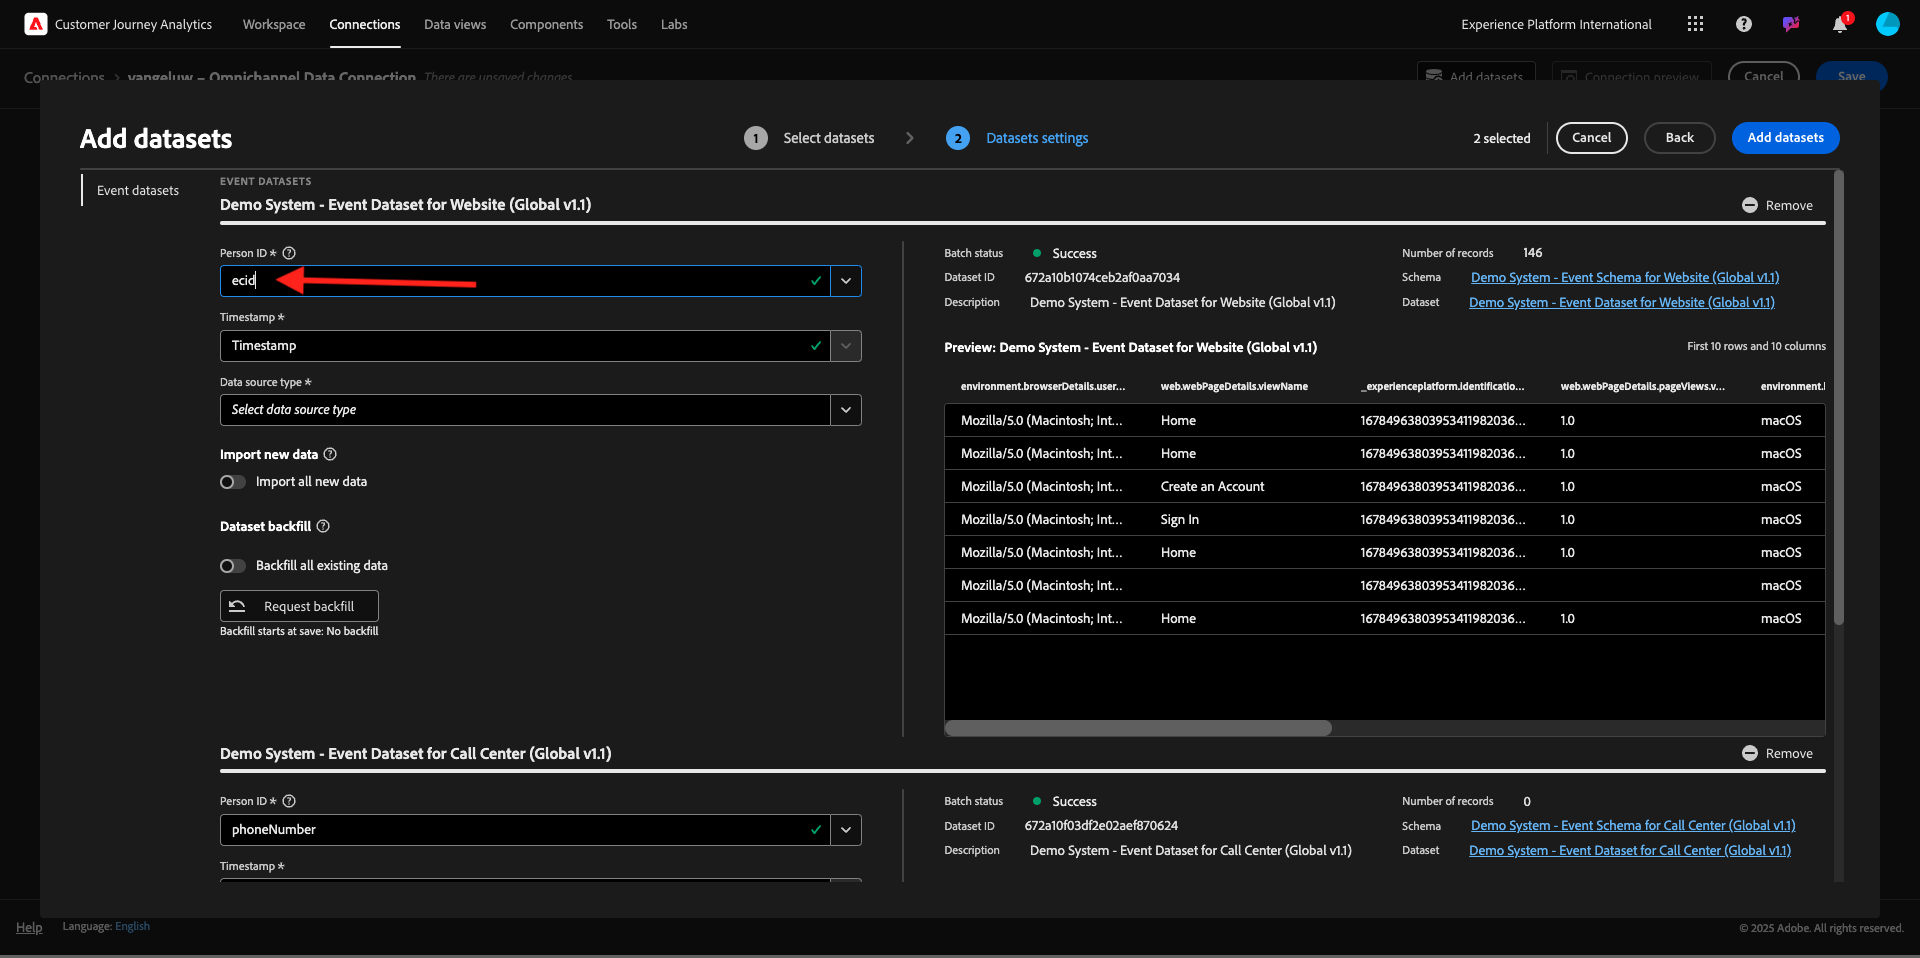 Customer Journey Analytics Workspace Connections Data views Components Tools Labs Experience Platform International 1
Connections > vangeluw – Omnichannel Data Connection There are unsaved changes Add datasets Connection preview Cancel Save
Add datasets 1 Select datasets 2 Datasets settings 2 selected Cancel Back Add datasets
Event datasets
EVENT DATASETS
Demo System - Event Dataset for Website (Global v1.1) Remove
Person ID *
ecid
Timestamp *
Timestamp
Data source type *
Select data source type
Import new data
Import all new data
Dataset backfill
Backfill all existing data
Request backfill
Backfill starts at save: No backfill
Batch status Success Number of records 146
Dataset ID 672a10b1074ceb2af0aa7034 Schema Demo System - Event Schema for Website (Global v1.1)
Description Demo System - Event Dataset for Website (Global v1.1) Dataset Demo System - Event Dataset for Website (Global v1.1)
Preview: Demo System - Event Dataset for Website (Global v1.1) First 10 rows and 10 columns
environment.browserDetails.user... web.webPageDetails.viewName _experienceplatform.identificatio... web.webPageDetails.pageViews.v...
Mozilla/5.0 (Macintosh; Int... Home 16784963803953411982036... 1.0 macOS
Mozilla/5.0 (Macintosh; Int... Home 16784963803953411982036... 1.0 macOS
Mozilla/5.0 (Macintosh; Int... Create an Account 16784963803953411982036... 1.0 macOS
Mozilla/5.0 (Macintosh; Int... Sign In 16784963803953411982036... 1.0 macOS
Mozilla/5.0 (Macintosh; Int... Home 16784963803953411982036... 1.0 macOS
Mozilla/5.0 (Macintosh; Int... 16784963803953411982036... macOS
Mozilla/5.0 (Macintosh; Int... Home 16784963803953411982036... 1.0 macOS
Demo System - Event Dataset for Call Center (Global v1.1) Remove
Person ID *
phoneNumber
Timestamp *
Batch status Success Number of records 0
Dataset ID 672a10f03df2e02aef870624 Schema Demo System - Event Schema for Call Center (Global v1.1)
Description Demo System - Event Dataset for Call Center (Global v1.1) Dataset Demo System - Event Dataset for Call Center (Global v1.1)
Help Language: English © 2025 Adobe. All rights reserved.